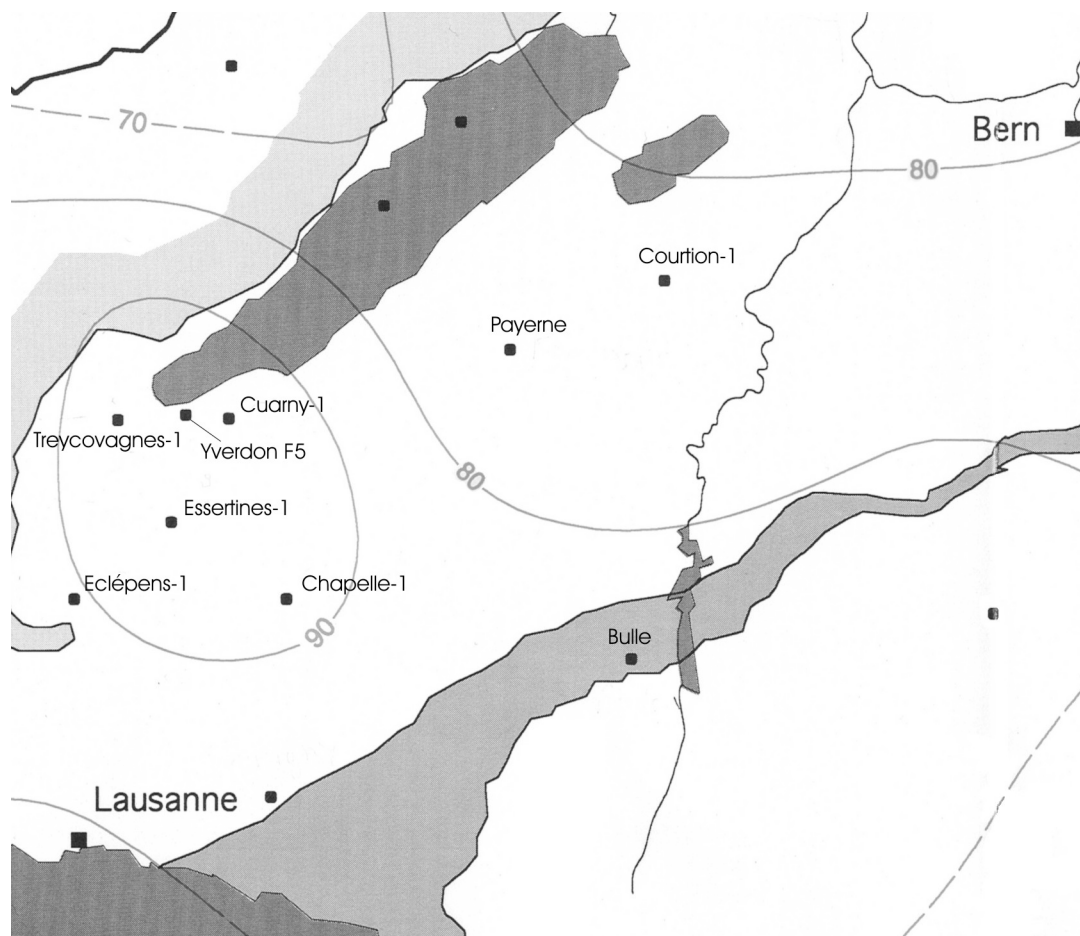 70
Bern
80
Courtion-1
Payerne
Cuarny-1
Treycovagnes-1
Yverdon F5
80
Essertines-1
Eclépens-1
Chapelle-1
90
Bulle
Lausanne